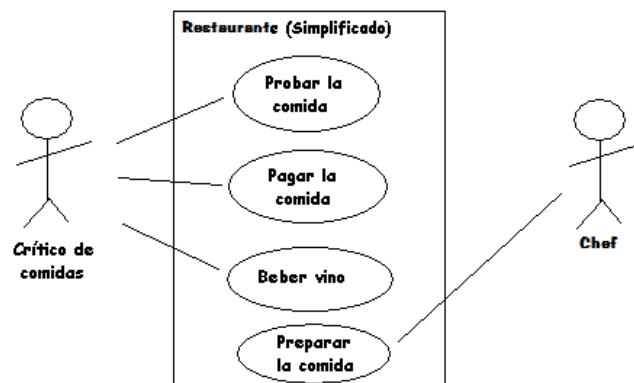 Restaurante (Simplificado)
Probar la
comida
Pagar la
comida
Beber vino
Preparar
la comida
Crítico de
comidas
Chef